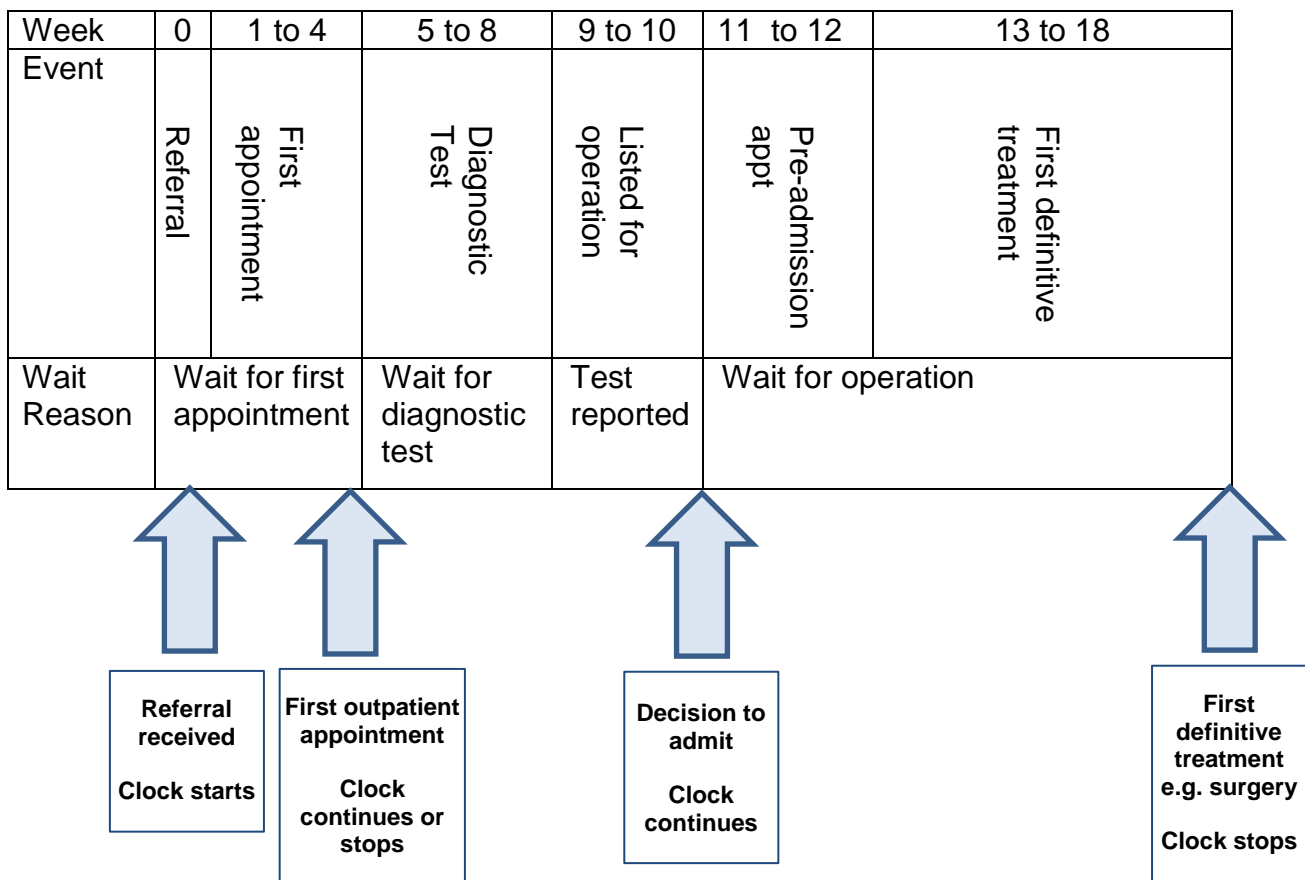 Week 0 1 to 4 5 to 8 9 to 10 11 to 12 13 to 18
Event
Referral
First
appointment
Diagnostic
Test
Listed for
operation
Pre-admission
appt
First definitive
treatment
Wait
Reason
Wait for first
appointment
Wait for
diagnostic
test
Test
reported
Wait for operation
Referral
received
Clock starts
First outpatient
appointment
Clock
continues or
stops
Decision to
admit
Clock
continues
First
definitive
treatment
e.g. surgery
Clock stops